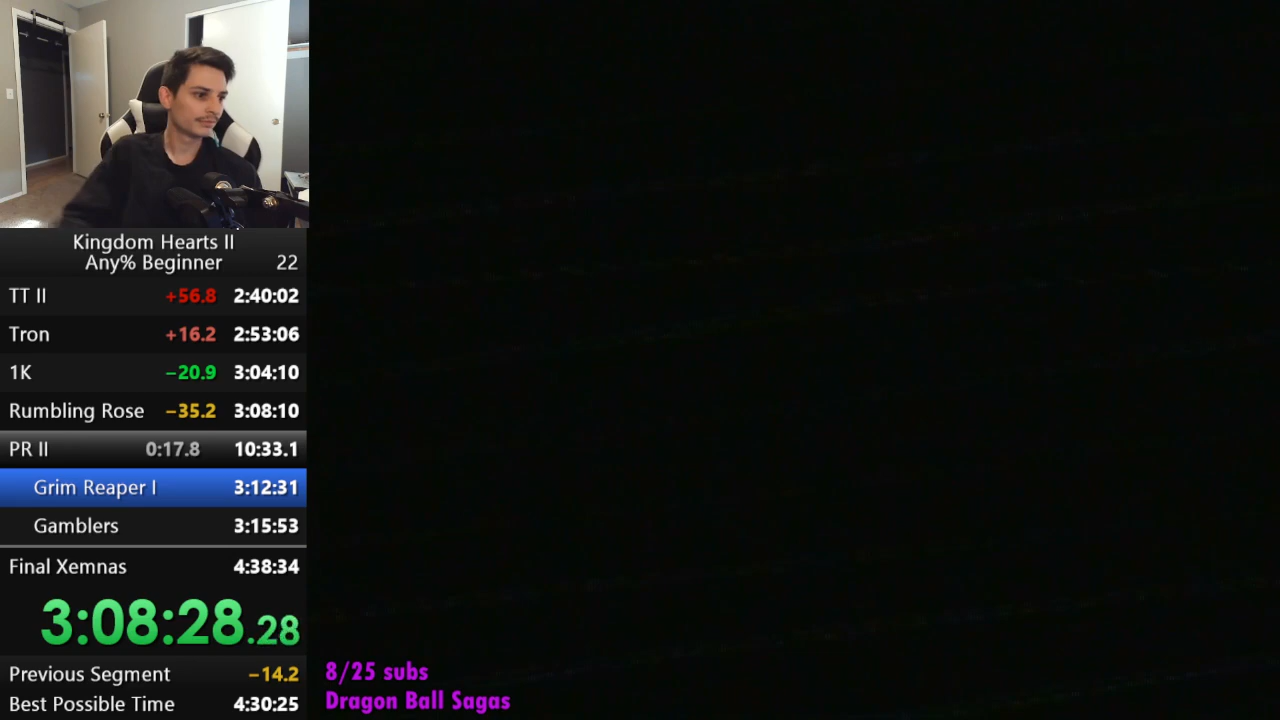 Kingdom Hearts II
Any% Beginner 22
TT II +56.8 2:40:02
Tron +16.2 2:53:06
1K −20.9 3:04:10
Rumbling Rose −35.2 3:08:10
PR II 0:17.8 10:33.1
Grim Reaper I 3:12:31
Gamblers 3:15:53
Final Xemnas 4:38:34
3:08:28.28
Previous Segment −14.2
Best Possible Time 4:30:25
8/25 subs
Dragon Ball Sagas